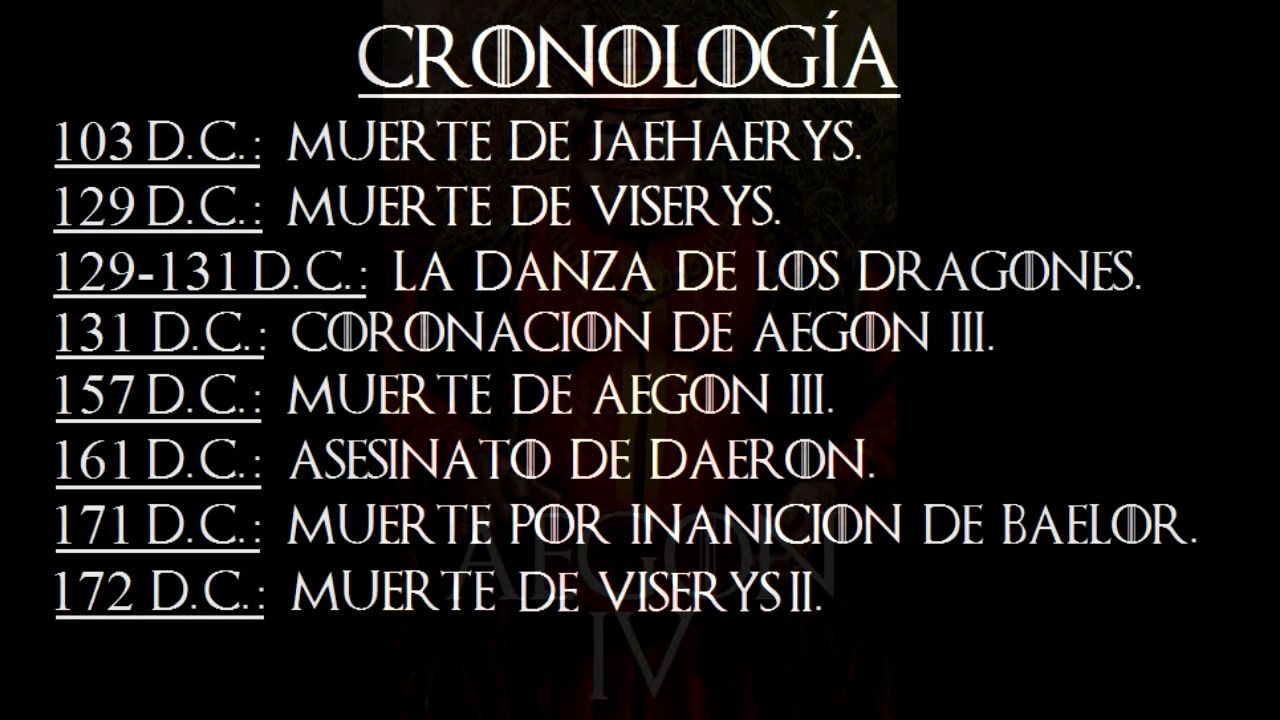 CRONOLOGÍA
103 D.C.: MUERTE DE JAEHAERYS.
129 D.C.: MUERTE DE VISERYS.
129-131 D.C.: LA DANZA DE LOS DRAGONES.
131 D.C.: CORONACION DE AEGON III.
157 D.C.: MUERTE DE AEGON III.
161 D.C.: ASESINATO DE DAERON.
171 D.C.: MUERTE POR INANICION DE BAELOR.
AEGON
172 D.C.: MUERTE DE VISERYS II.
IV